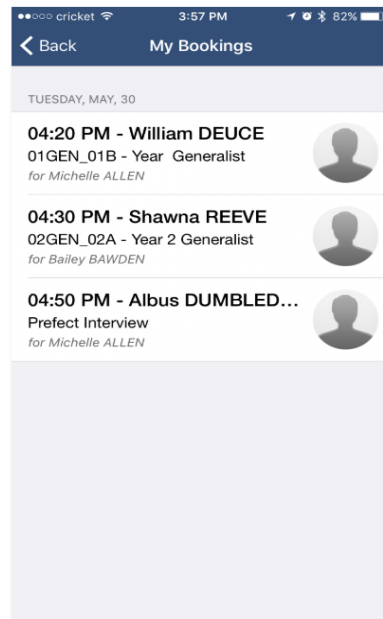 cricket 3:57 PM 82%
Back My Bookings
TUESDAY, MAY, 30
04:20 PM - William DEUCE
01GEN_01B - Year  Generalist
for Michelle ALLEN
04:30 PM - Shawna REEVE
02GEN_02A - Year 2 Generalist
for Bailey BAWDEN
04:50 PM - Albus DUMBLED...
Prefect Interview
for Michelle ALLEN